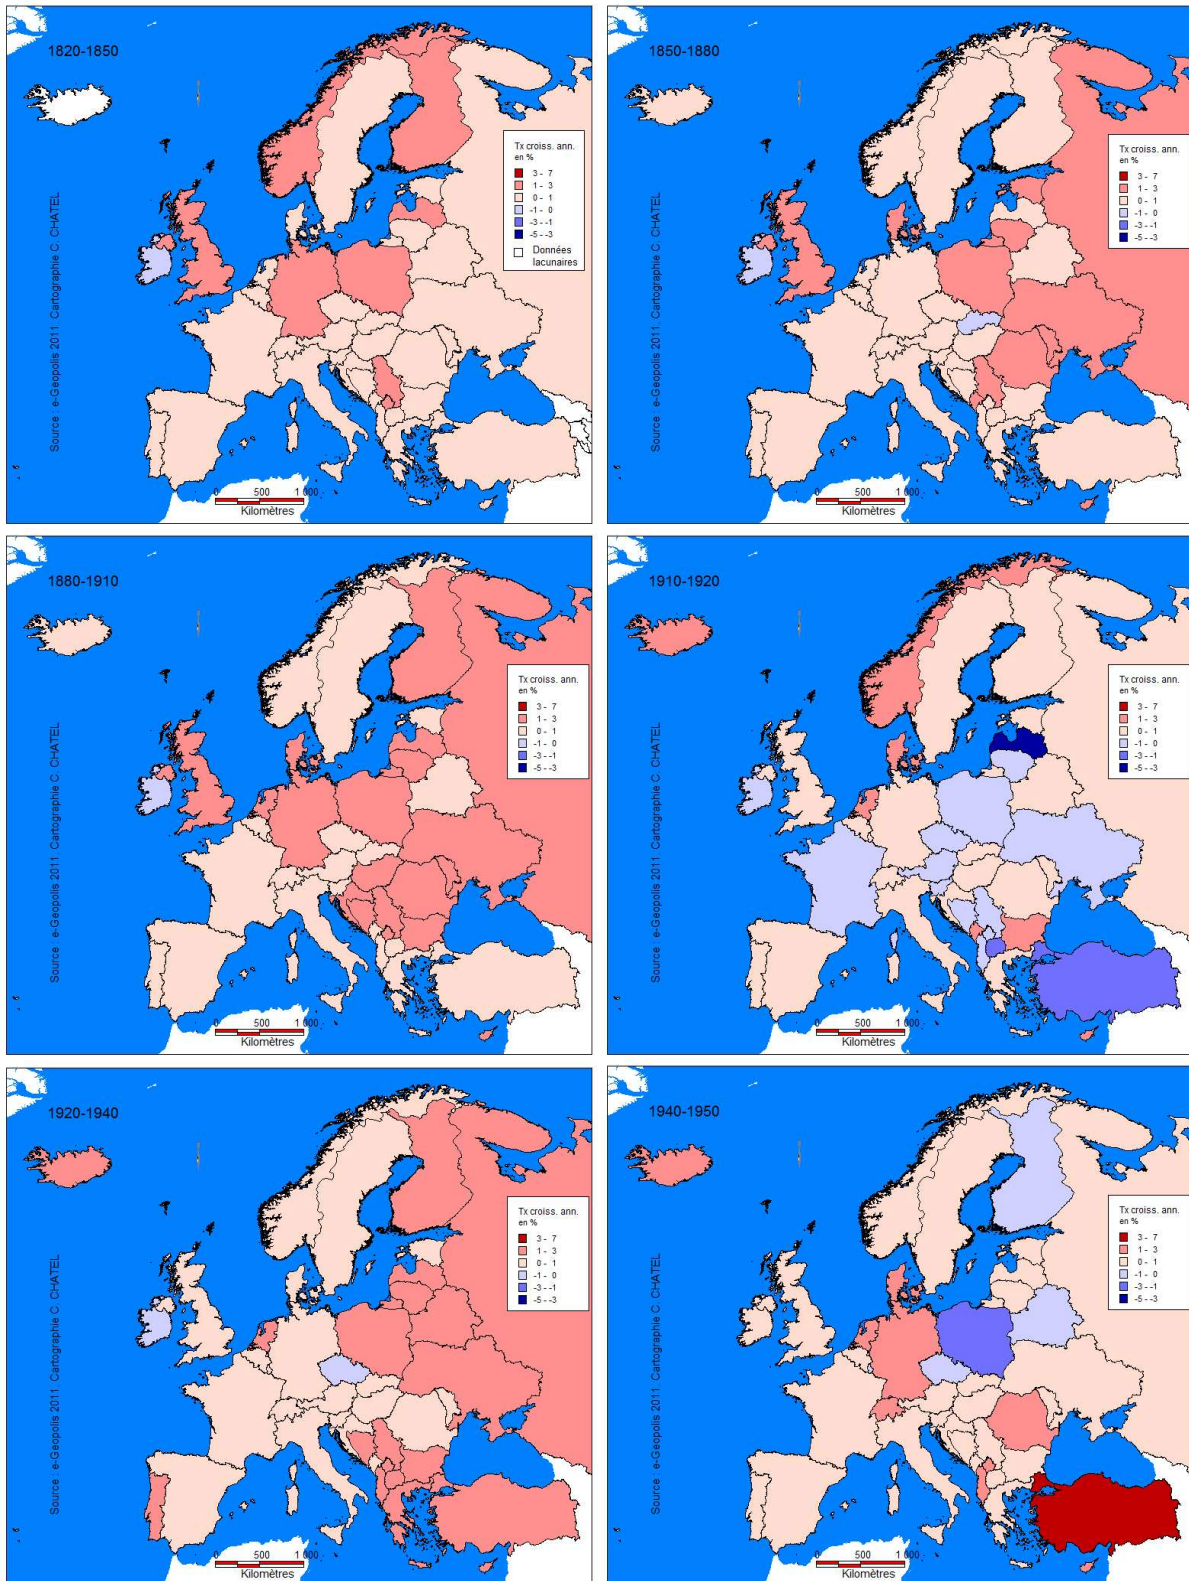 1820-1850
Tx croiss. ann.
en %
3 - 7
1 - 3
0 - 1
-1 - 0
-3 - -1
-5 - -3
Données
lacunaires
Source : e-Geopolis 2011. Cartographie C. CHATEL
0 500 1 000
Kilomètres
1850-1880
Tx croiss. ann.
en %
3 - 7
1 - 3
0 - 1
-1 - 0
-3 - -1
-5 - -3
Source : e-Geopolis 2011. Cartographie C. CHATEL
0 500 1 000
Kilomètres
1880-1910
Tx croiss. ann.
en %
3 - 7
1 - 3
0 - 1
-1 - 0
-3 - -1
-5 - -3
Source : e-Geopolis 2011. Cartographie C. CHATEL
0 500 1 000
Kilomètres
1910-1920
Tx croiss. ann.
en %
3 - 7
1 - 3
0 - 1
-1 - 0
-3 - -1
-5 - -3
Source : e-Geopolis 2011. Cartographie C. CHATEL
0 500 1 000
Kilomètres
1920-1940
Tx croiss. ann.
en %
3 - 7
1 - 3
0 - 1
-1 - 0
-3 - -1
-5 - -3
Source : e-Geopolis 2011. Cartographie C. CHATEL
0 500 1 000
Kilomètres
1940-1950
Tx croiss. ann.
en %
3 - 7
1 - 3
0 - 1
-1 - 0
-3 - -1
-5 - -3
Source : e-Geopolis 2011. Cartographie C. CHATEL
0 500 1 000
Kilomètres